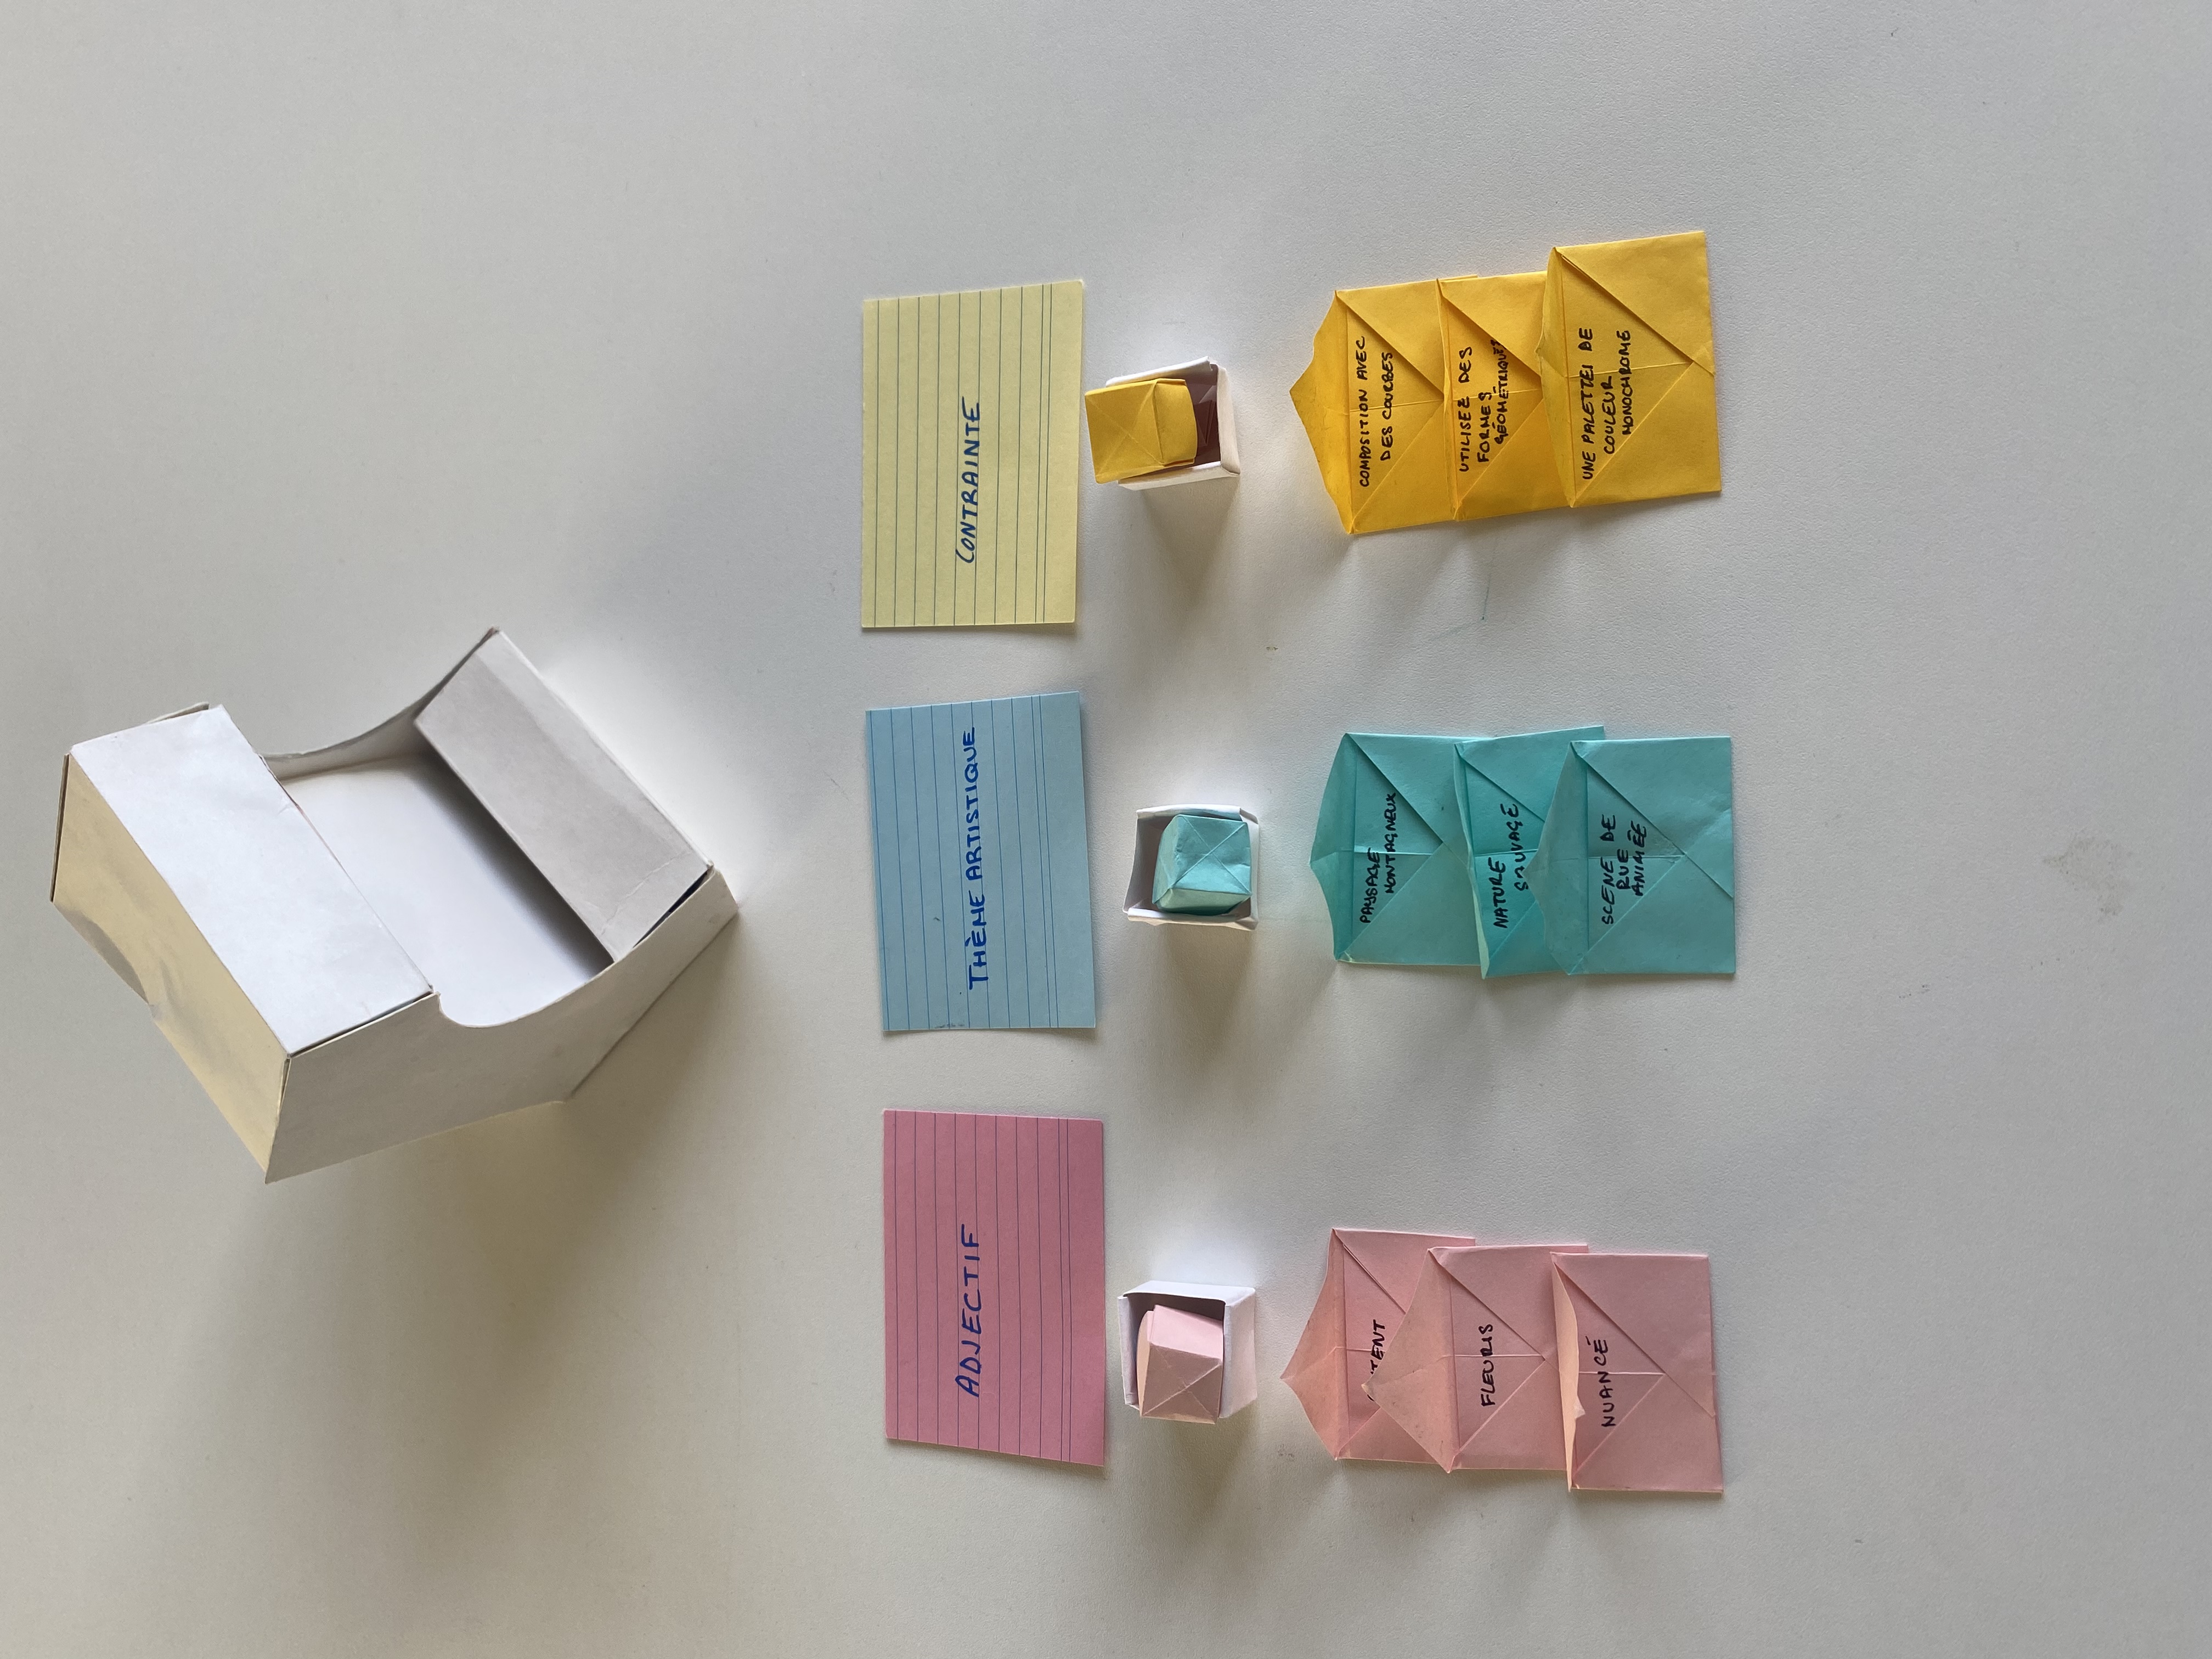 ADJECTIF
THÈME ARTISTIQUE
CONTRAINTE
FLEURIS
NUANCÉ
PAYSAGE
MONTAGNEUX
NATURE
SAUVAGE
SCENE DE
RUE
ANIMÉE
COMPOSITION AVEC
DES COURBES
UTILISEZ DES
FORMES
GÉOMÉTRIQUES
UNE PALETTE DE
COULEUR
MONOCHROME